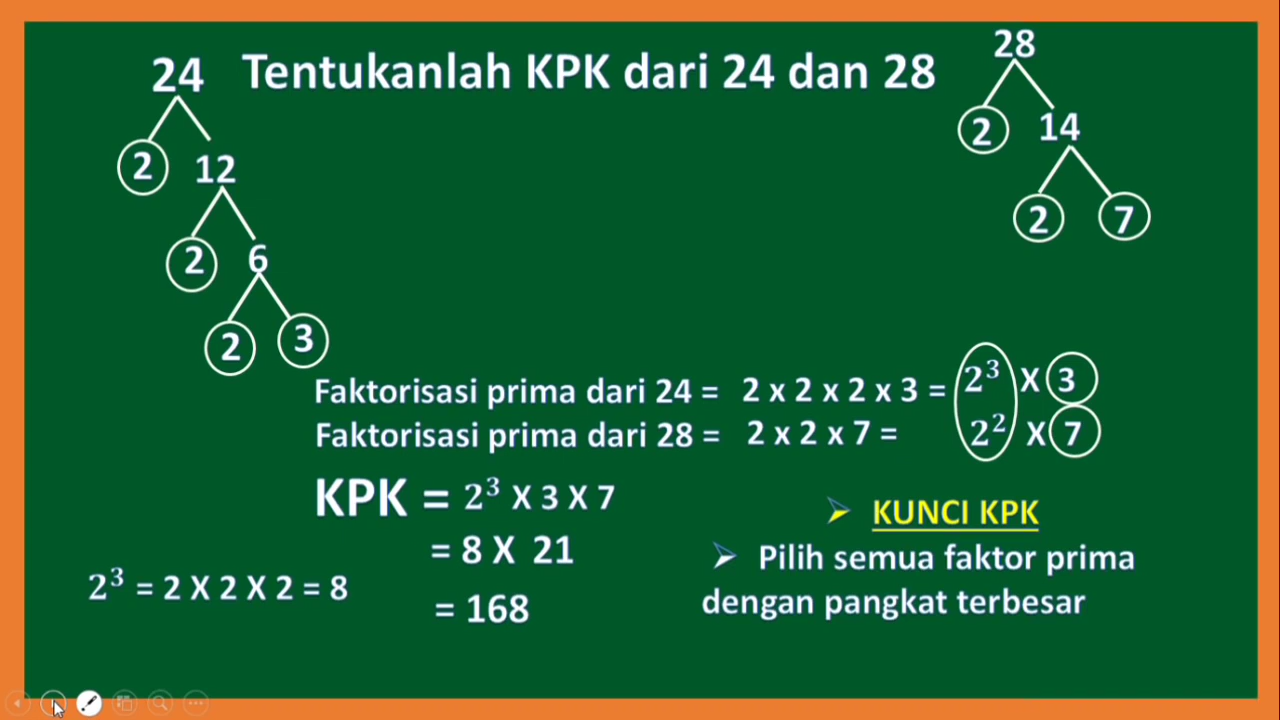 Tentukanlah KPK dari 24 dan 28
24
2 12
2 6
2 3
28
2 14
2 7
Faktorisasi prima dari 24 = 2 x 2 x 2 x 3 = 2³ X 3
Faktorisasi prima dari 28 = 2 x 2 x 7 = 2² X 7
KPK = 2³ X 3 X 7
= 8 X 21
= 168
2³ = 2 X 2 X 2 = 8
➢ KUNCI KPK
➢ Pilih semua faktor prima
dengan pangkat terbesar